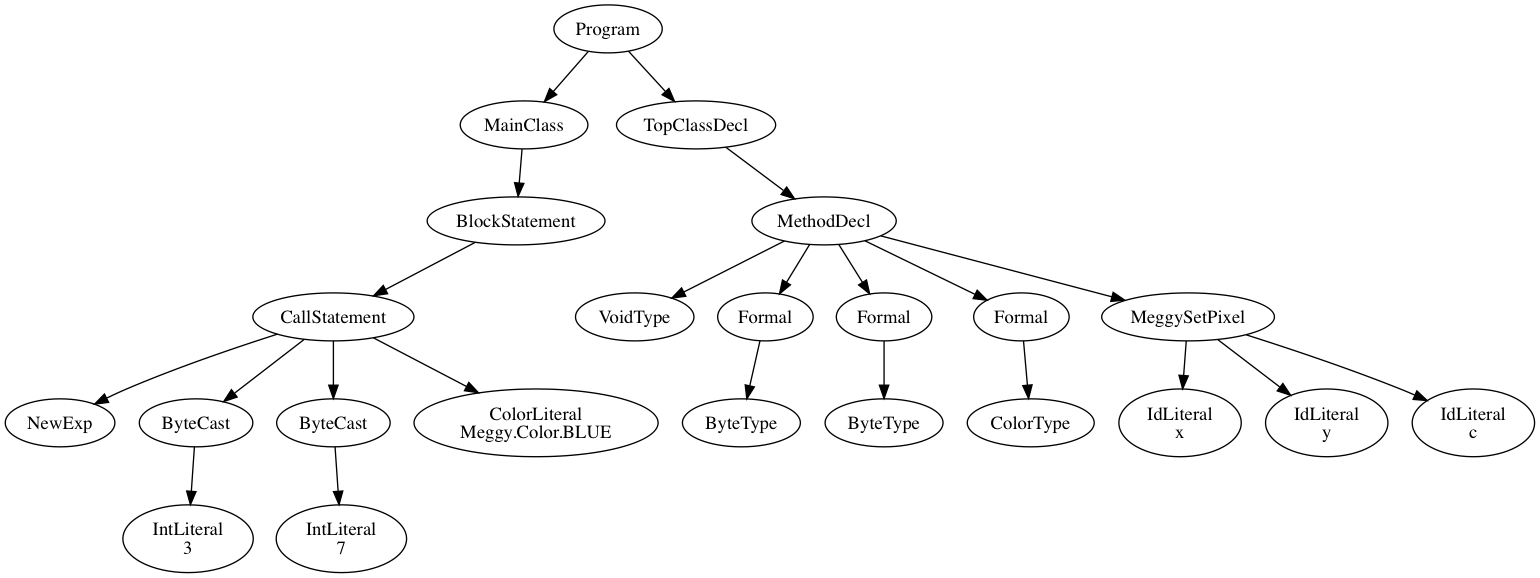 Program
MainClass
TopClassDecl
BlockStatement
MethodDecl
CallStatement
VoidType
Formal
Formal
Formal
MeggySetPixel
NewExp
ByteCast
ByteCast
ColorLiteral
Meggy.Color.BLUE
ByteType
ByteType
ColorType
IdLiteral
x
IdLiteral
y
IdLiteral
c
IntLiteral
3
IntLiteral
7